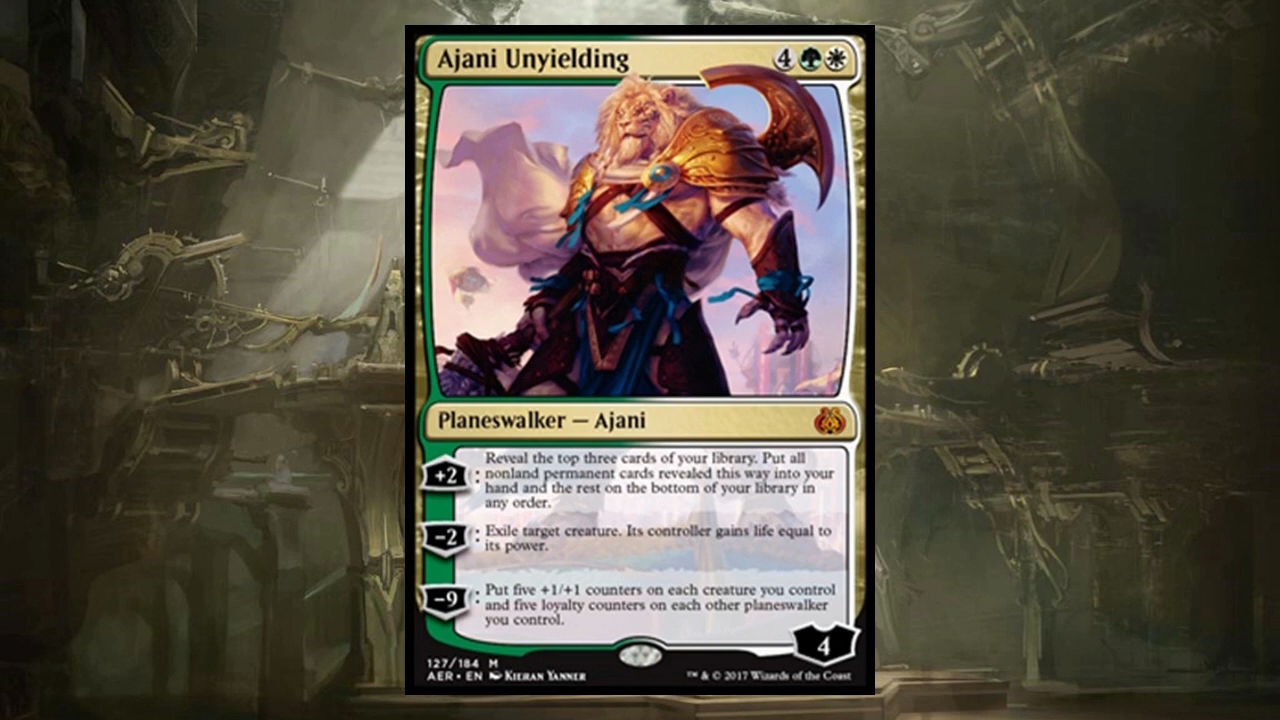 Ajani Unyielding 4
Planeswalker — Ajani
+2 : Reveal the top three cards of your library. Put all
nonland permanent cards revealed this way into your
hand and the rest on the bottom of your library in
any order.
−2 : Exile target creature. Its controller gains life equal to
its power.
−9 : Put five +1/+1 counters on each creature you control
and five loyalty counters on each other planeswalker
you control.
4
127/184 M
AER • EN Kieran Yanner
™ & © 2017 Wizards of the Coast